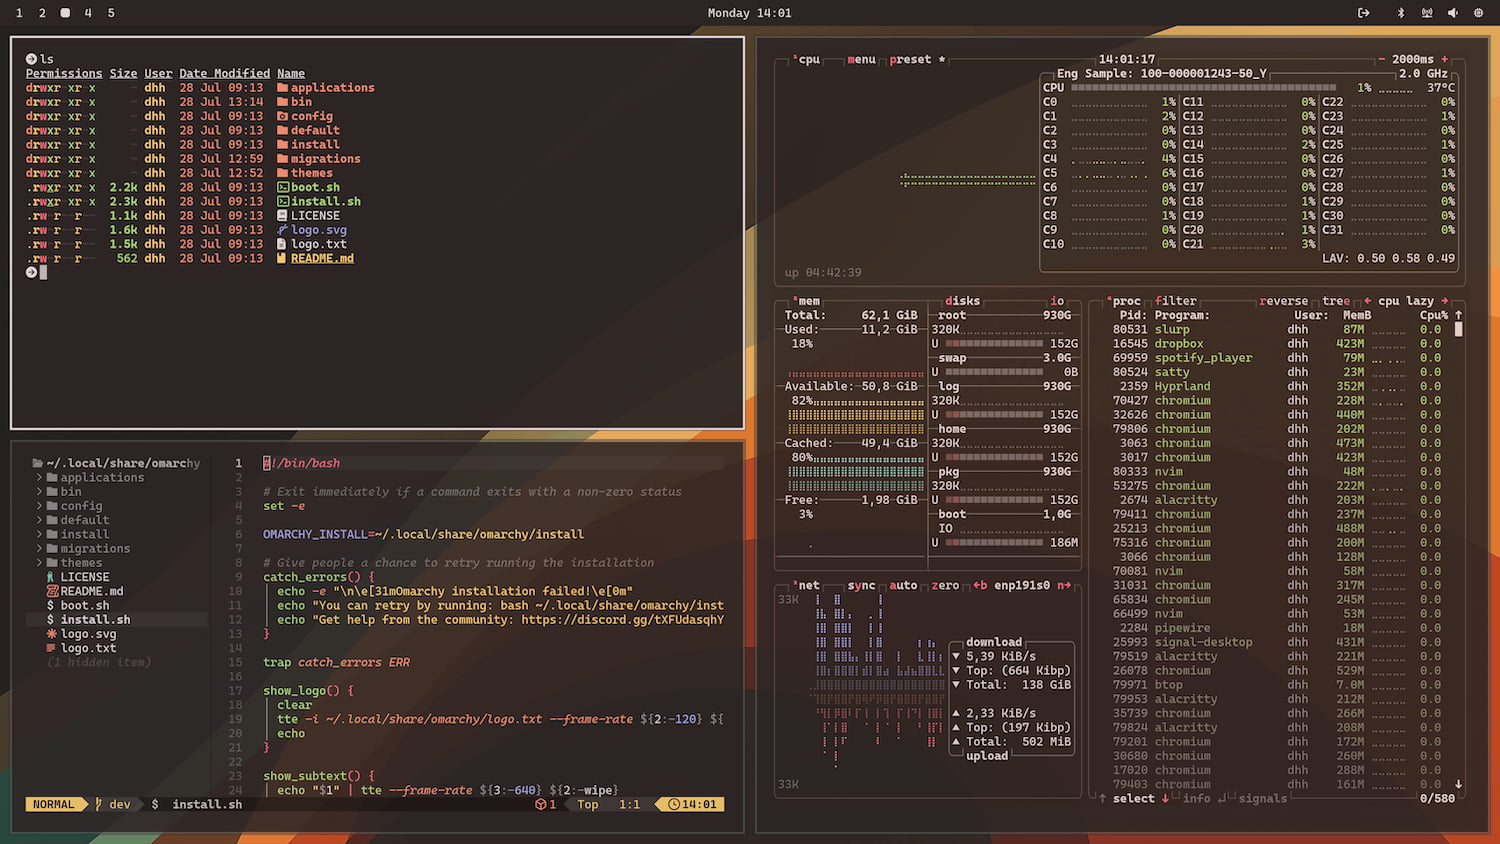 1 2 4 5
Monday 14:01
ls
Permissions Size User Date Modified Name
drwxr-xr-x - dhh 28 Jul 09:13 applications
drwxr-xr-x - dhh 28 Jul 13:14 bin
drwxr-xr-x - dhh 28 Jul 09:13 config
drwxr-xr-x - dhh 28 Jul 09:13 default
drwxr-xr-x - dhh 28 Jul 09:13 install
drwxr-xr-x - dhh 28 Jul 12:59 migrations
drwxr-xr-x - dhh 28 Jul 12:52 themes
.rwxr-xr-x 2.2k dhh 28 Jul 09:13 boot.sh
.rwxr-xr-x 2.3k dhh 28 Jul 09:13 install.sh
.rw-r--r-- 1.1k dhh 28 Jul 09:13 LICENSE
.rw-r--r-- 1.6k dhh 28 Jul 09:13 logo.svg
.rw-r--r-- 1.5k dhh 28 Jul 09:13 logo.txt
.rw-r--r-- 562 dhh 28 Jul 09:13 README.md
~/.local/share/omarchy
applications
bin
config
default
install
migrations
themes
LICENSE
README.md
$ boot.sh
$ install.sh
logo.svg
logo.txt
(1 hidden item)
1 #!/bin/bash
2
3 # Exit immediately if a command exits with a non-zero status
4 set -e
5
6 OMARCHY_INSTALL=~/.local/share/omarchy/install
7
8 # Give people a chance to retry running the installation
9 catch_errors() {
10 echo -e "\n\e[31mOmarchy installation failed!\e[0m"
11 echo "You can retry by running: bash ~/.local/share/omarchy/inst
12 echo "Get help from the community: https://discord.gg/tXFUdasqhY
13 }
14
15 trap catch_errors ERR
16
17 show_logo() {
18 clear
19 tte -i ~/.local/share/omarchy/logo.txt --frame-rate ${2:-120} ${
20 echo
21 }
22
23 show_subtext() {
24 echo "$1" | tte --frame-rate ${3:-640} ${2:-wipe}
NORMAL dev $ install.sh 1 Top 1:1 14:01
¹cpu menu preset * 14:01:17 - 2000ms +
Eng Sample: 100-000001243-50_Y 2.0 GHz
CPU 1% 37°C
C0 1% C11 0% C22 0%
C1 2% C12 0% C23 1%
C2 0% C13 0% C24 0%
C3 0% C14 2% C25 1%
C4 4% C15 0% C26 0%
C5 6% C16 0% C27 1%
C6 0% C17 0% C28 0%
C7 0% C18 1% C29 0%
C8 1% C19 1% C30 0%
C9 0% C20 1% C31 0%
C10 0% C21 3%
LAV: 0.50 0.58 0.49
up 04:42:39
²mem disks io
Total: 62,1 GiB
Used: 11,2 GiB
18%
Available: 50,8 GiB
82%
Cached: 49,4 GiB
80%
Free: 1,98 GiB
3%
root 930G
320K
U 152G
swap 3.0G
U 0B
log 930G
320K
U 152G
home 930G
320K
U 152G
pkg 930G
320K
U 152G
boot 1,0G
IO
U 186M
³net sync auto zero ←b enp191s0 n→
33K
download
▼ 5,39 KiB/s
▼ Top: (664 Kibp)
▼ Total: 138 GiB
▲ 2,33 KiB/s
▲ Top: (197 Kibp)
▲ Total: 502 MiB
upload
33K
⁴proc filter reverse tree ← cpu lazy →
Pid: Program: User: MemB Cpu% ↑
80531 slurp dhh 87M 0.0
16545 dropbox dhh 423M 0.0
69959 spotify_player dhh 79M 0.0
80524 satty dhh 23M 0.0
2359 Hyprland dhh 352M 0.0
70427 chromium dhh 228M 0.0
32626 chromium dhh 440M 0.0
79806 chromium dhh 202M 0.0
3063 chromium dhh 473M 0.0
3017 chromium dhh 423M 0.0
80333 nvim dhh 48M 0.0
53275 chromium dhh 222M 0.0
2674 alacritty dhh 203M 0.0
79411 chromium dhh 237M 0.0
25213 chromium dhh 488M 0.0
75316 chromium dhh 200M 0.0
3066 chromium dhh 128M 0.0
70081 nvim dhh 58M 0.0
31031 chromium dhh 317M 0.0
65834 chromium dhh 245M 0.0
66499 nvim dhh 53M 0.0
2284 pipewire dhh 18M 0.0
25993 signal-desktop dhh 431M 0.0
79519 alacritty dhh 221M 0.0
26078 chromium dhh 529M 0.0
79971 btop dhh 7.0M 0.0
79953 alacritty dhh 212M 0.0
35739 chromium dhh 266M 0.0
79824 alacritty dhh 208M 0.0
79201 chromium dhh 172M 0.0
30680 chromium dhh 260M 0.0
17020 chromium dhh 288M 0.0
79403 chromium dhh 161M 0.0 ↓
↑ select ↓ info ↲ signals 0/580